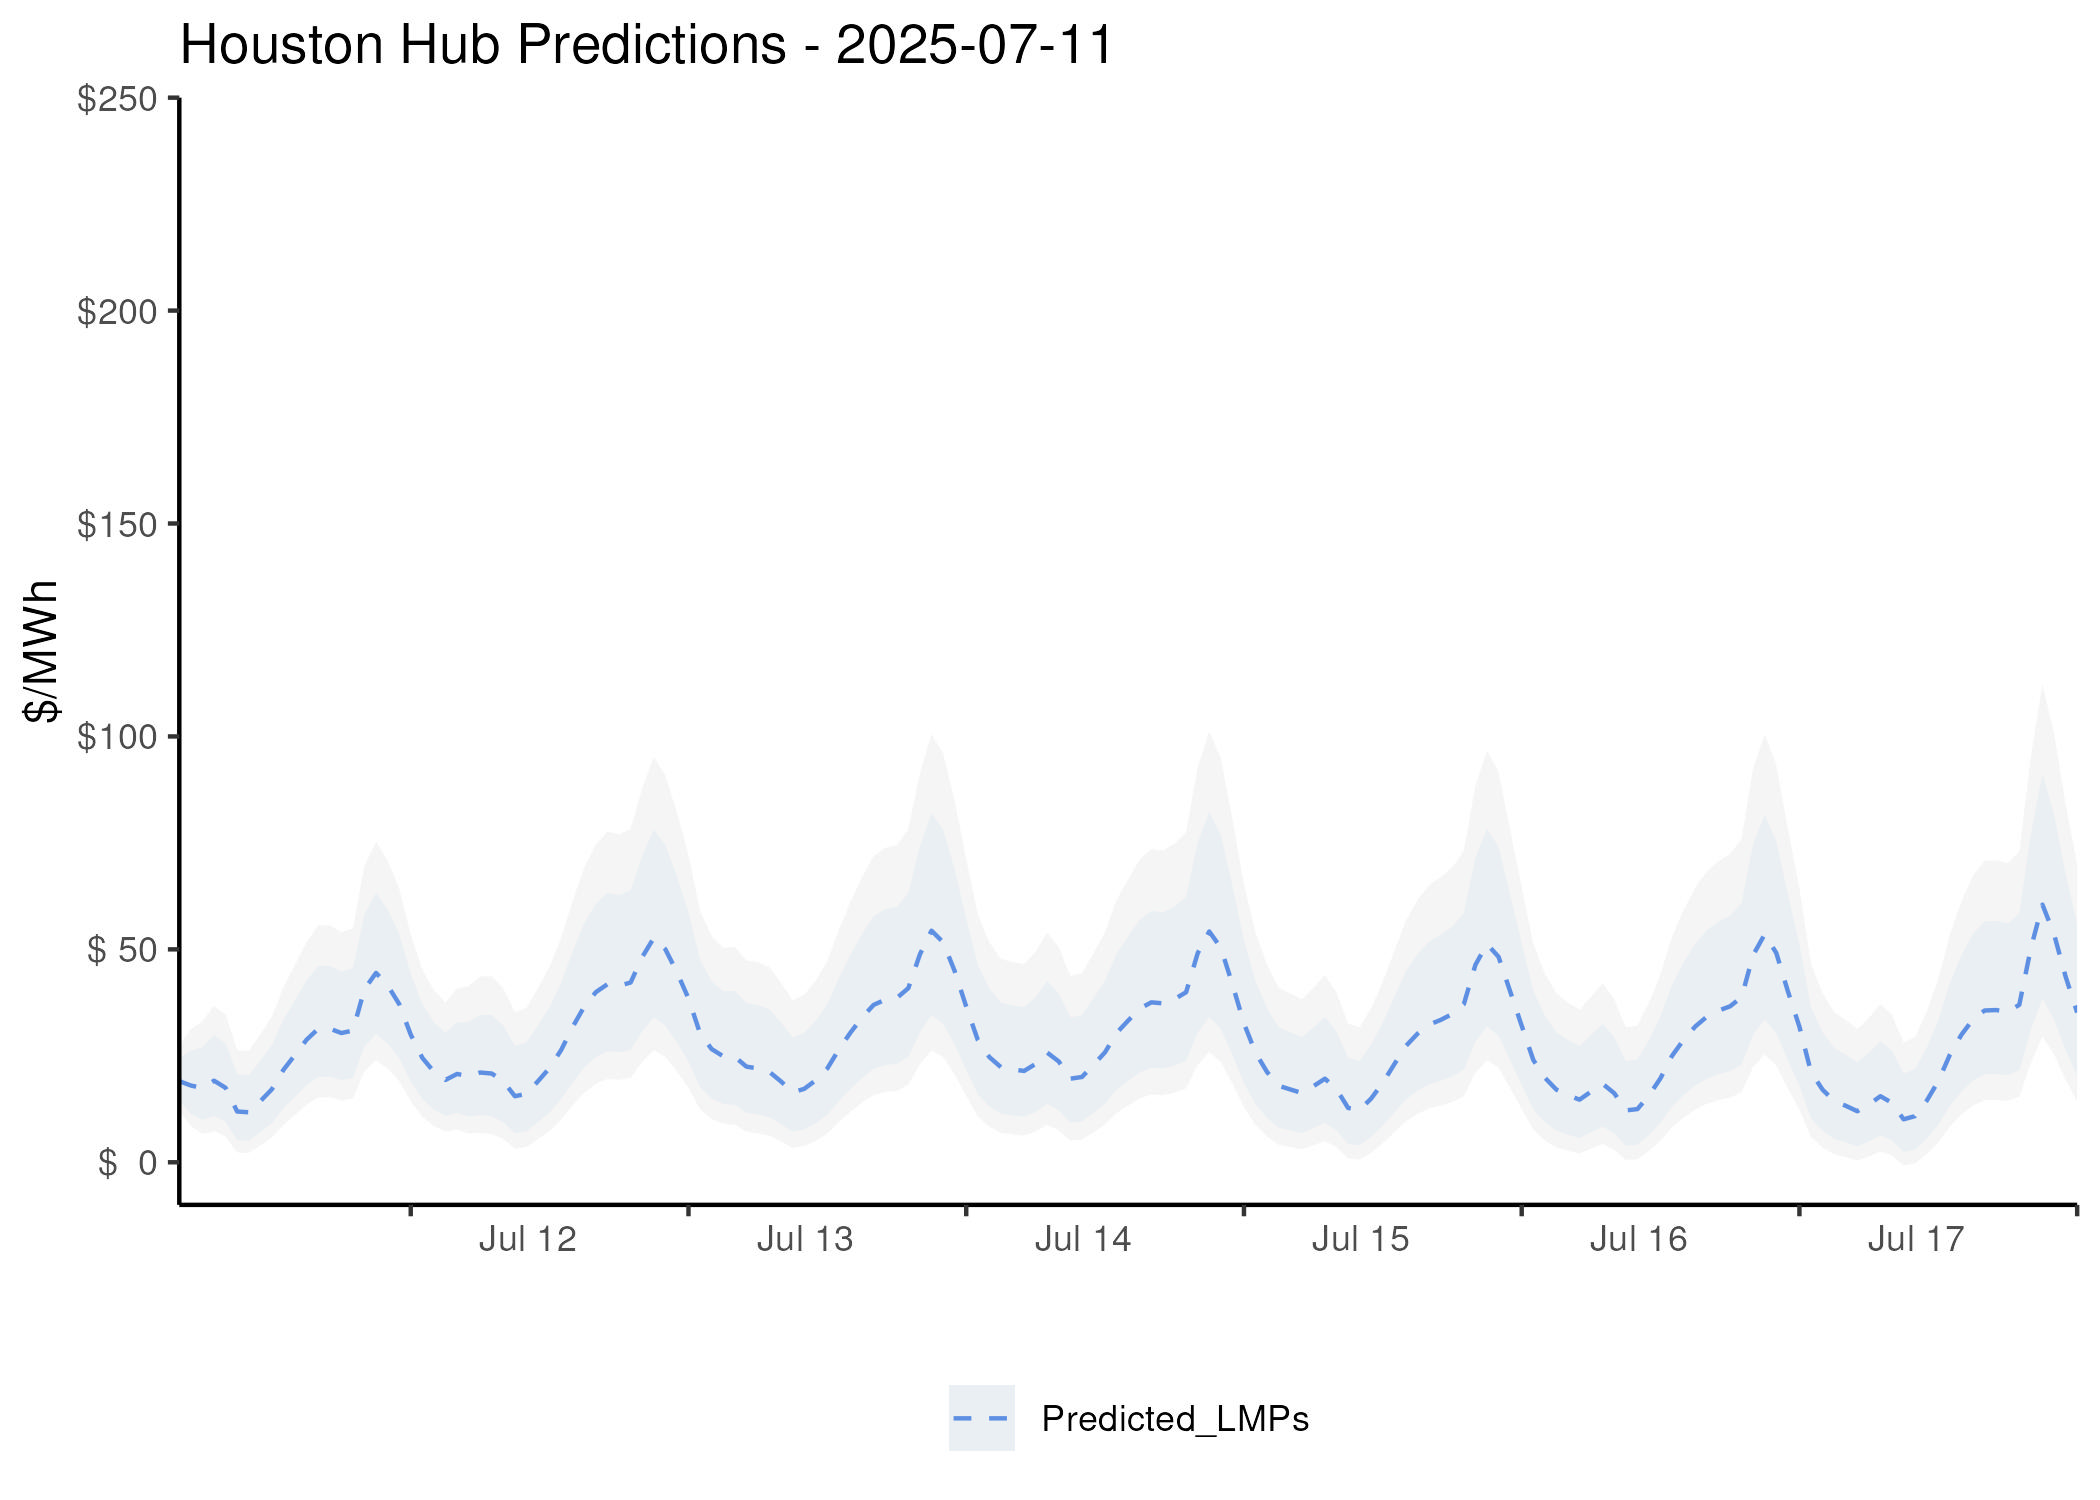 Houston Hub Predictions - 2025-07-11
$250
$200
$150
$100
$ 50
$  0
$/MWh
Jul 12
Jul 13
Jul 14
Jul 15
Jul 16
Jul 17
Predicted_LMPs